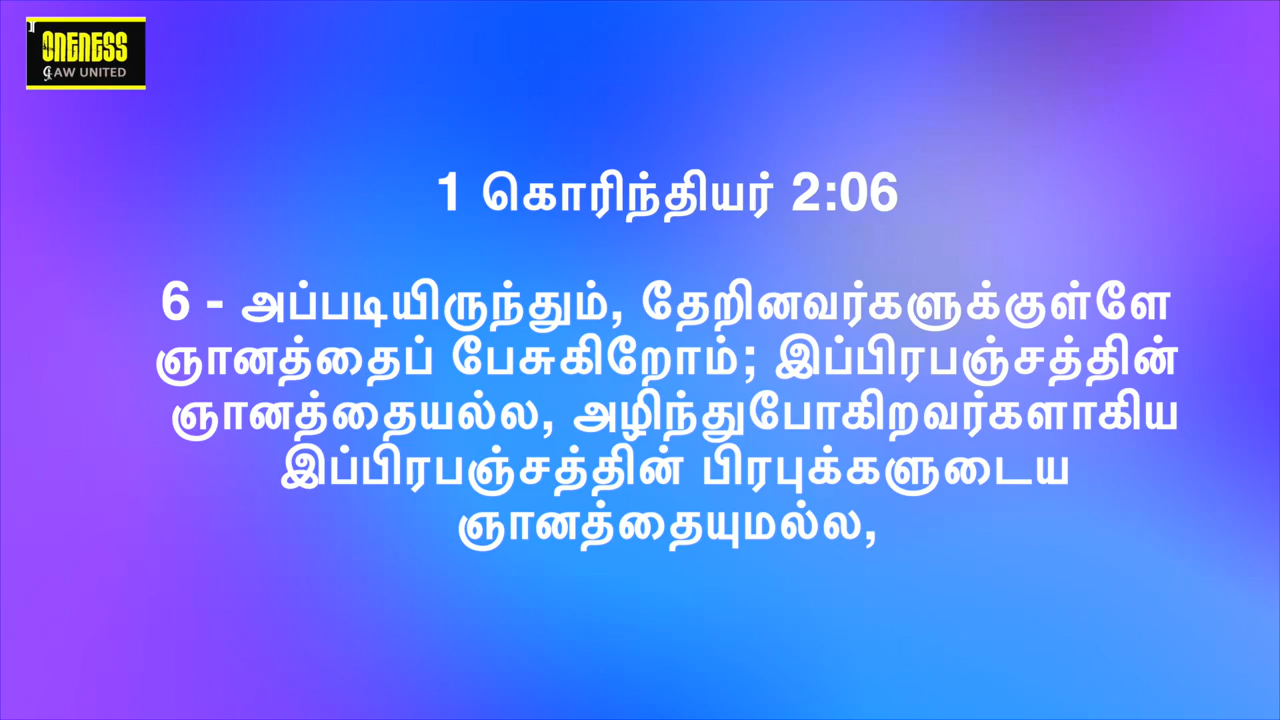 ONENESS
LAW UNITED
1 கொரிந்தியர் 2:06
6 - அப்படியிருந்தும், தேறினவர்களுக்குள்ளே
ஞானத்தைப் பேசுகிறோம்; இப்பிரபஞ்சத்தின்
ஞானத்தையல்ல, அழிந்துபோகிறவர்களாகிய
இப்பிரபஞ்சத்தின் பிரபுக்களுடைய
ஞானத்தையுமல்ல,